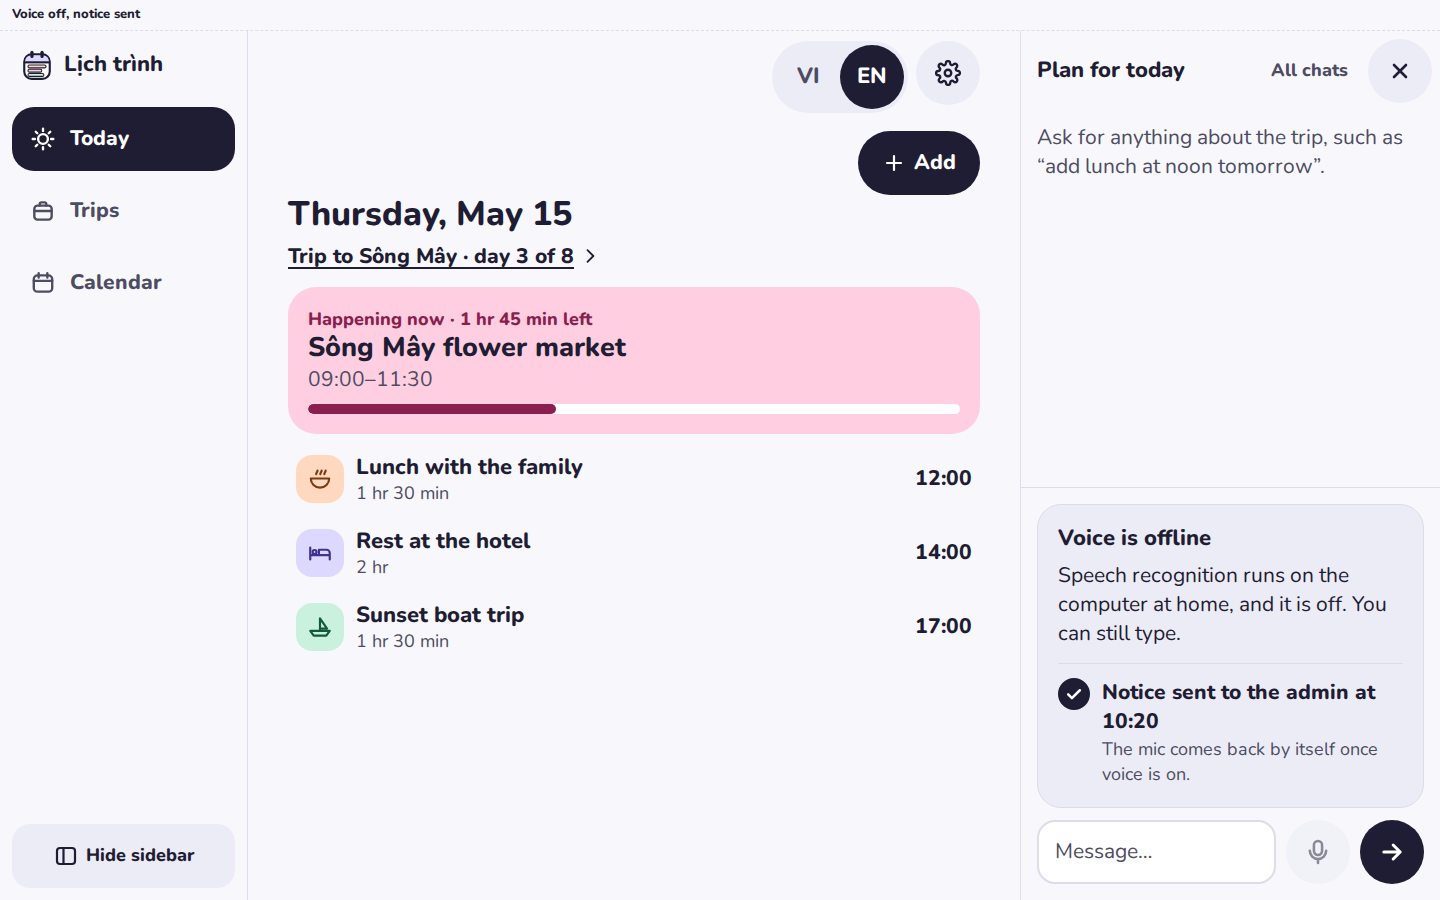 Voice off, notice sent
Lịch trình
Today
Trips
Calendar
Hide sidebar
VI
EN
Add
Thursday, May 15
Trip to Sông Mây · day 3 of 8
Happening now · 1 hr 45 min left
Sông Mây flower market
09:00–11:30
Lunch with the family
1 hr 30 min
12:00
Rest at the hotel
2 hr
14:00
Sunset boat trip
1 hr 30 min
17:00
Plan for today
All chats
Ask for anything about the trip, such as
“add lunch at noon tomorrow”.
Voice is offline
Speech recognition runs on the
computer at home, and it is off. You
can still type.
Notice sent to the admin at
10:20
The mic comes back by itself once
voice is on.
Message...